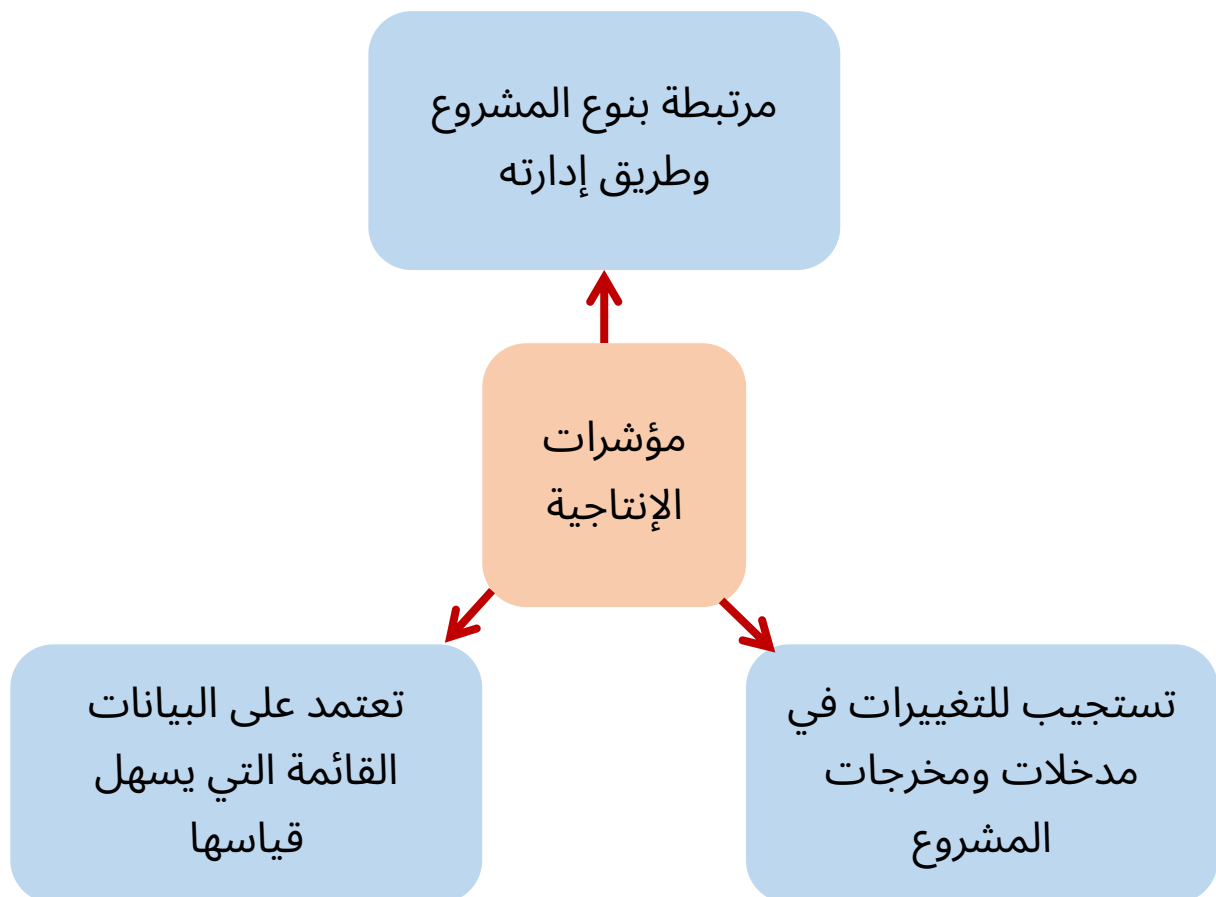 مرتبطة بنوع المشروع
وطريق إدارته
مؤشرات
الإنتاجية
تستجيب للتغييرات في
مدخلات ومخرجات
المشروع
تعتمد على البيانات
القائمة التي يسهل
قياسها